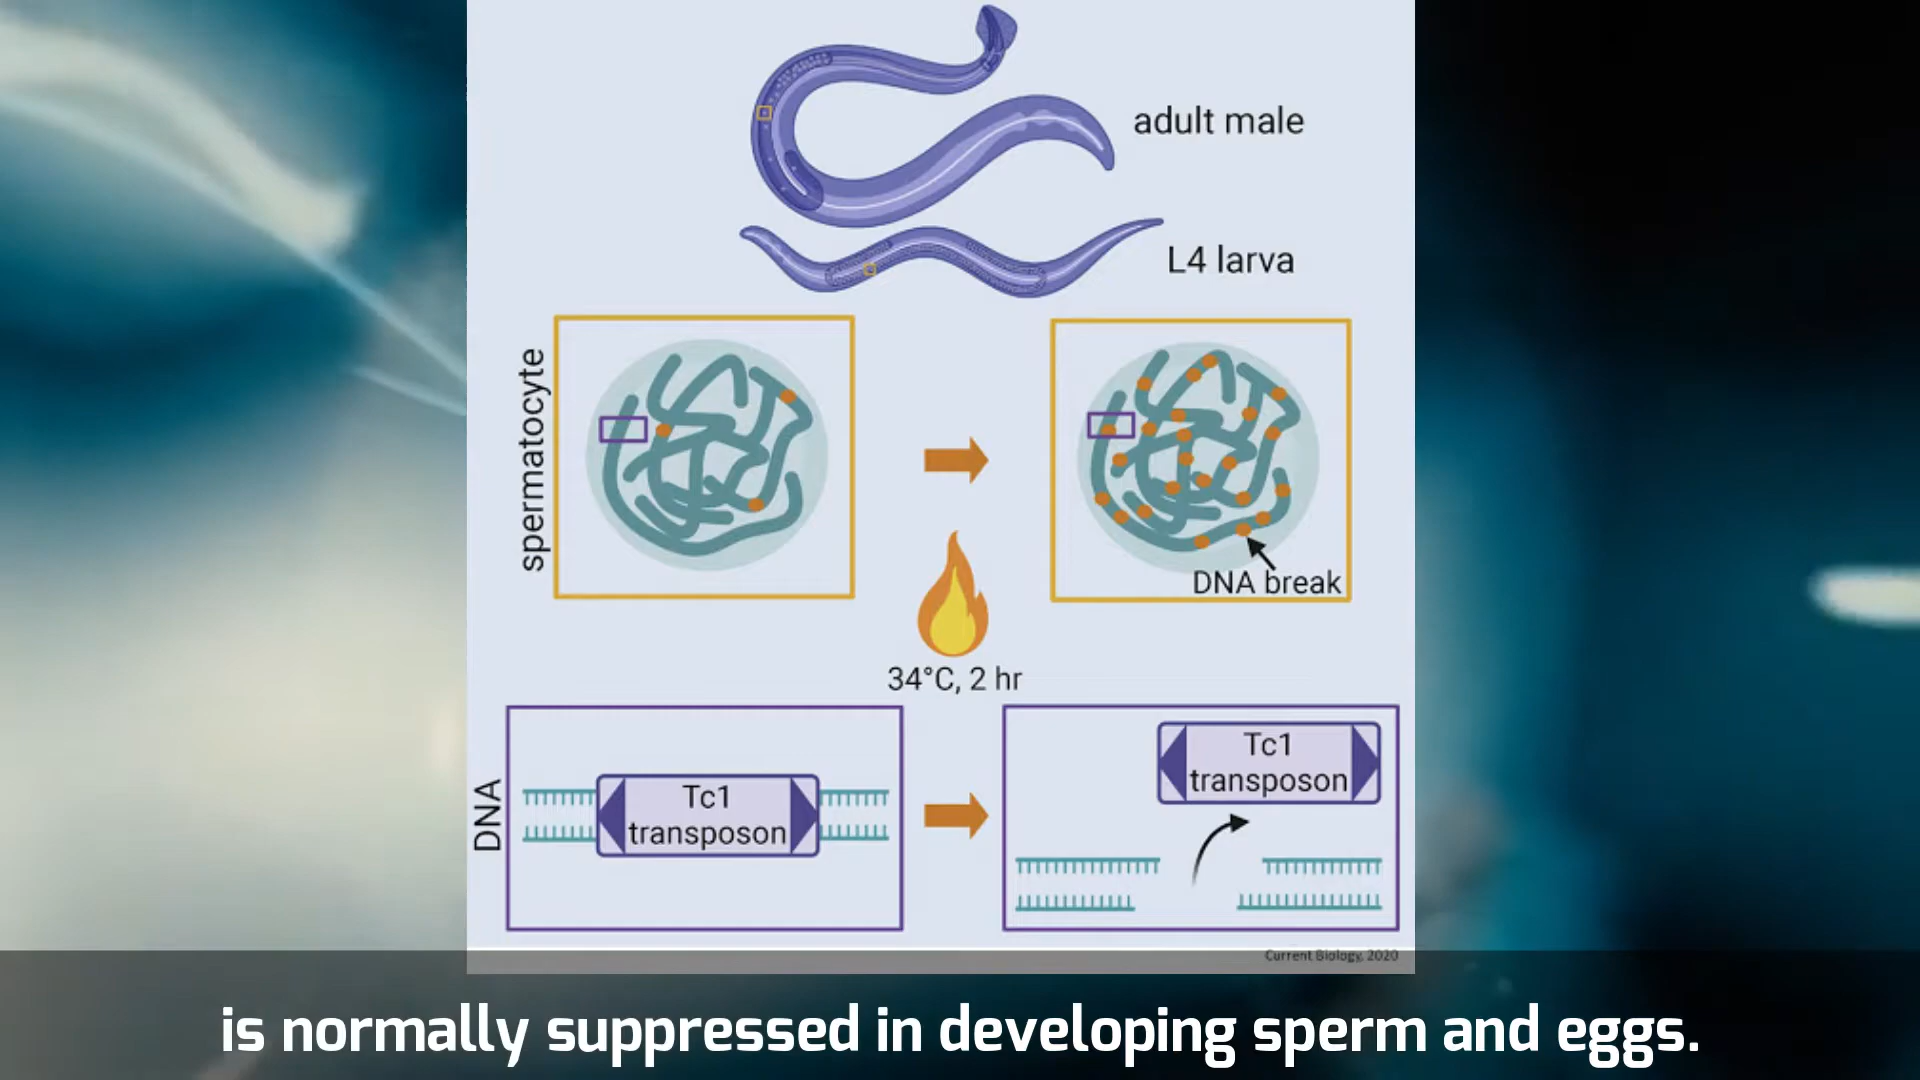 adult male
L4 larva
spermatocyte
DNA break
34°C, 2 hr
DNA
Tc1
transposon
Tc1
transposon
Current Biology, 2020
is normally suppressed in developing sperm and eggs.